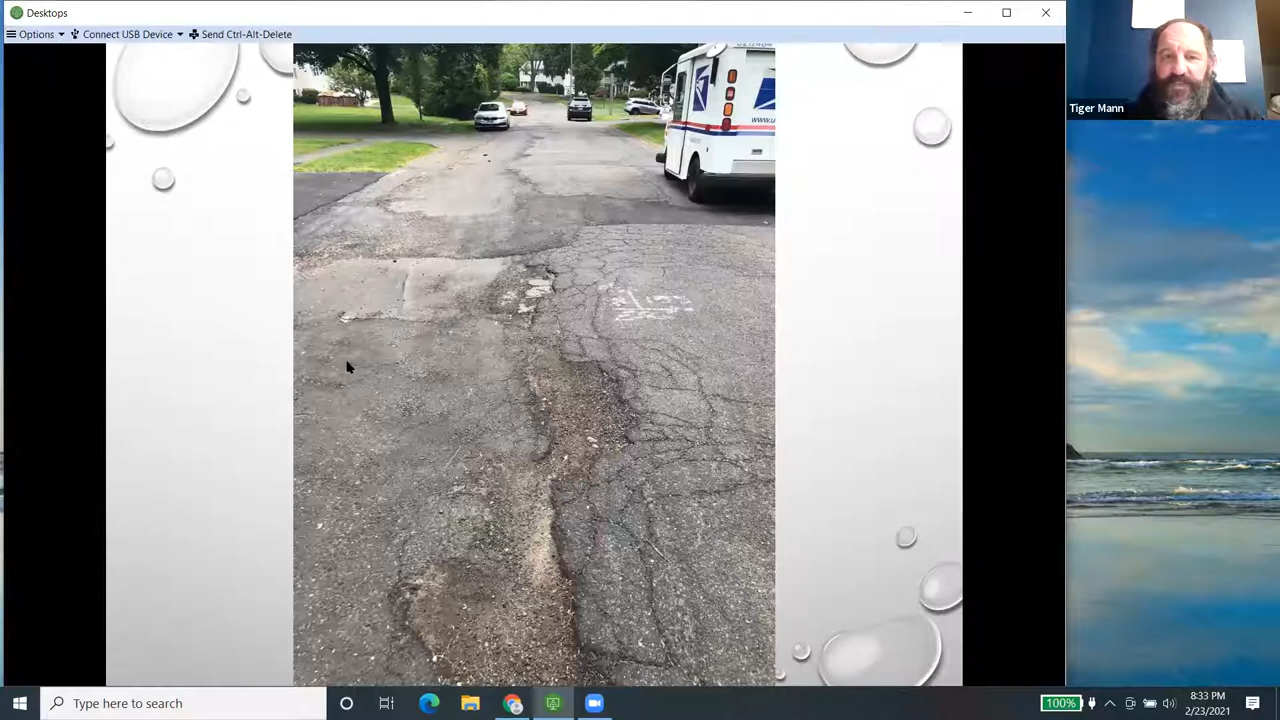 Desktops
Options Connect USB Device Send Ctrl-Alt-Delete
Tiger Mann
Type here to search
100%
8:33 PM
2/23/2021